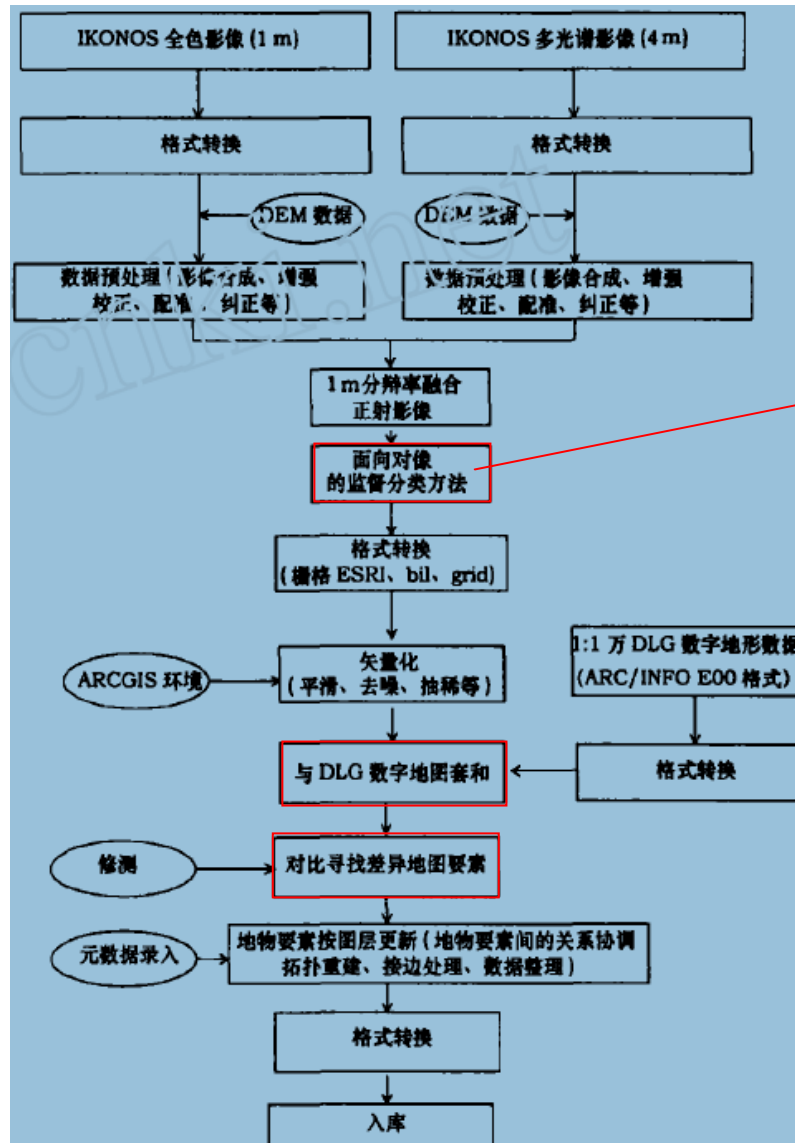 IKONOS 全色影像(1 m)
IKONOS 多光谱影像(4 m)
格式转换
格式转换
DEM 数据
DEM 数据
数据预处理(影像合成、增强
校正、配准、纠正等)
数据预处理(影像合成、增强
校正、配准、纠正等)
1 m分辩率融合
正射影像
面向对像
的监督分类方法
格式转换
(栅格 ESRI、bil、grid)
1:1 万 DLG 数字地形数据
(ARC/INFO E00 格式)
ARCGIS 环境
矢量化
(平滑、去噪、抽稀等)
与 DLG 数字地图套和
格式转换
修测
对比寻找差异地图要素
元数据录入
地物要素按图层更新(地物要素间的关系协调
拓扑重建、接边处理、数据整理)
格式转换
入库
cnki.net